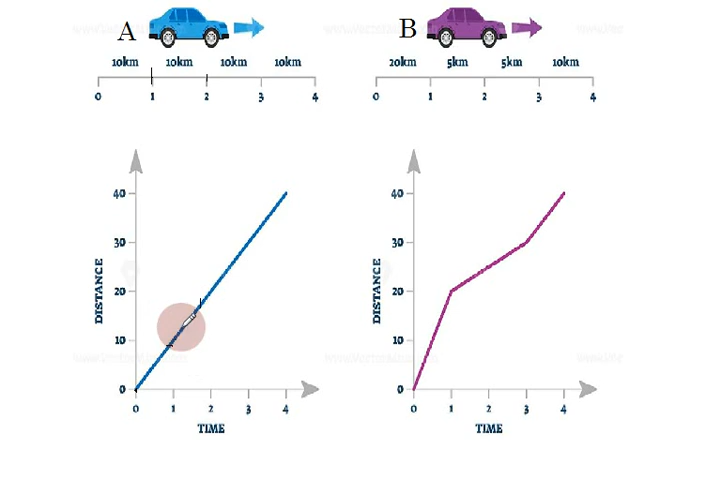 A B
10km 10km 10km 10km 20km 5km 5km 10km
0 1 2 3 4 0 1 2 3 4
40 40
30 30
20 20
10 10
0 0
0 1 2 3 4 0 1 2 3 4
DISTANCE DISTANCE
TIME TIME